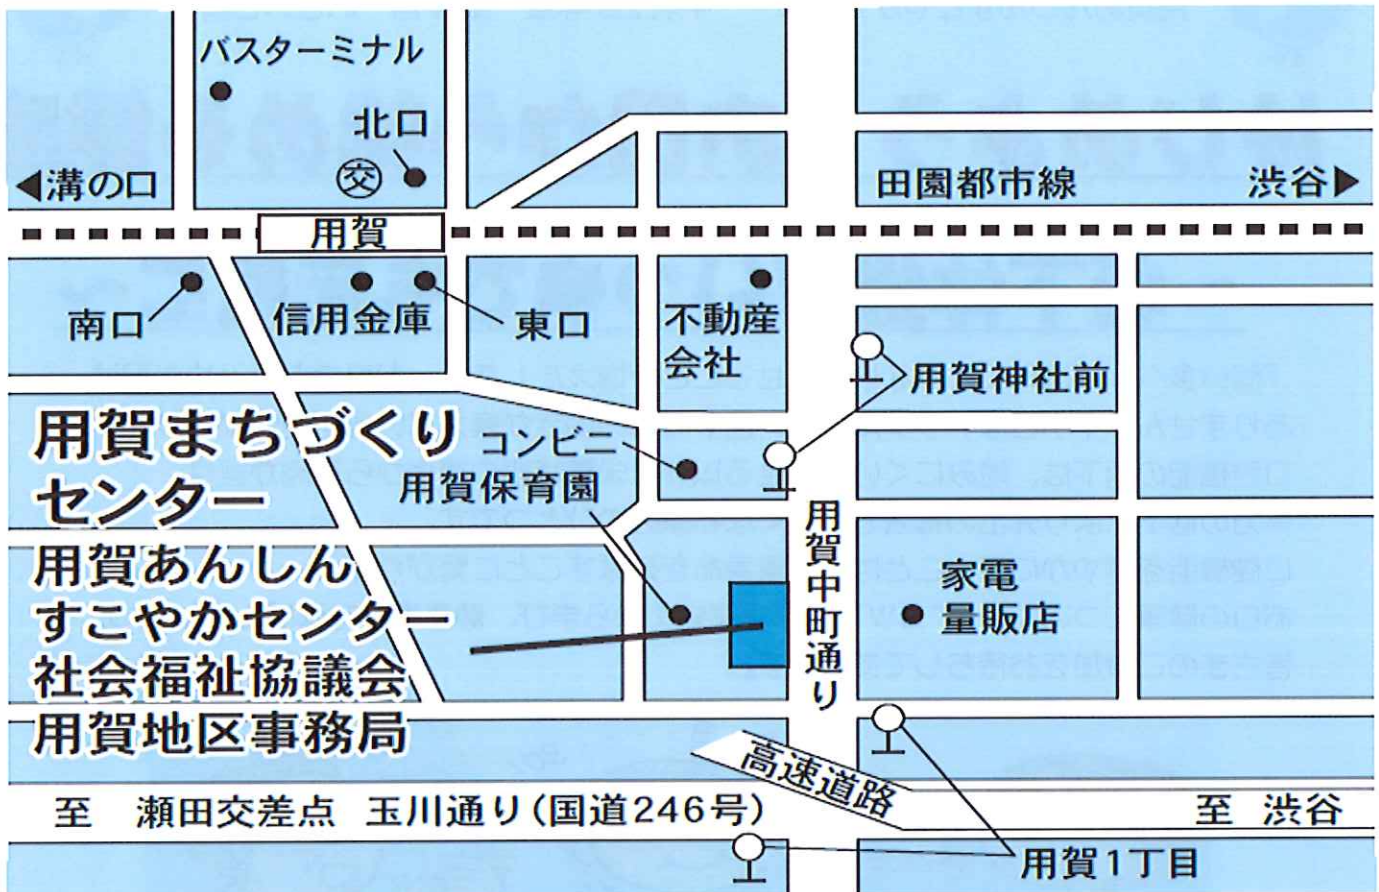 バスターミナル
北口
交
◀溝の口
田園都市線
渋谷▶
用賀
南口
信用金庫
東口
不動産
会社
用賀神社前
用賀まちづくり
センター
コンビニ
用賀保育園
用賀あんしん
すこやかセンター
社会福祉協議会
用賀地区事務局
用賀中町通り
家電
量販店
高速道路
至 瀬田交差点 玉川通り(国道246号)
至 渋谷
用賀1丁目